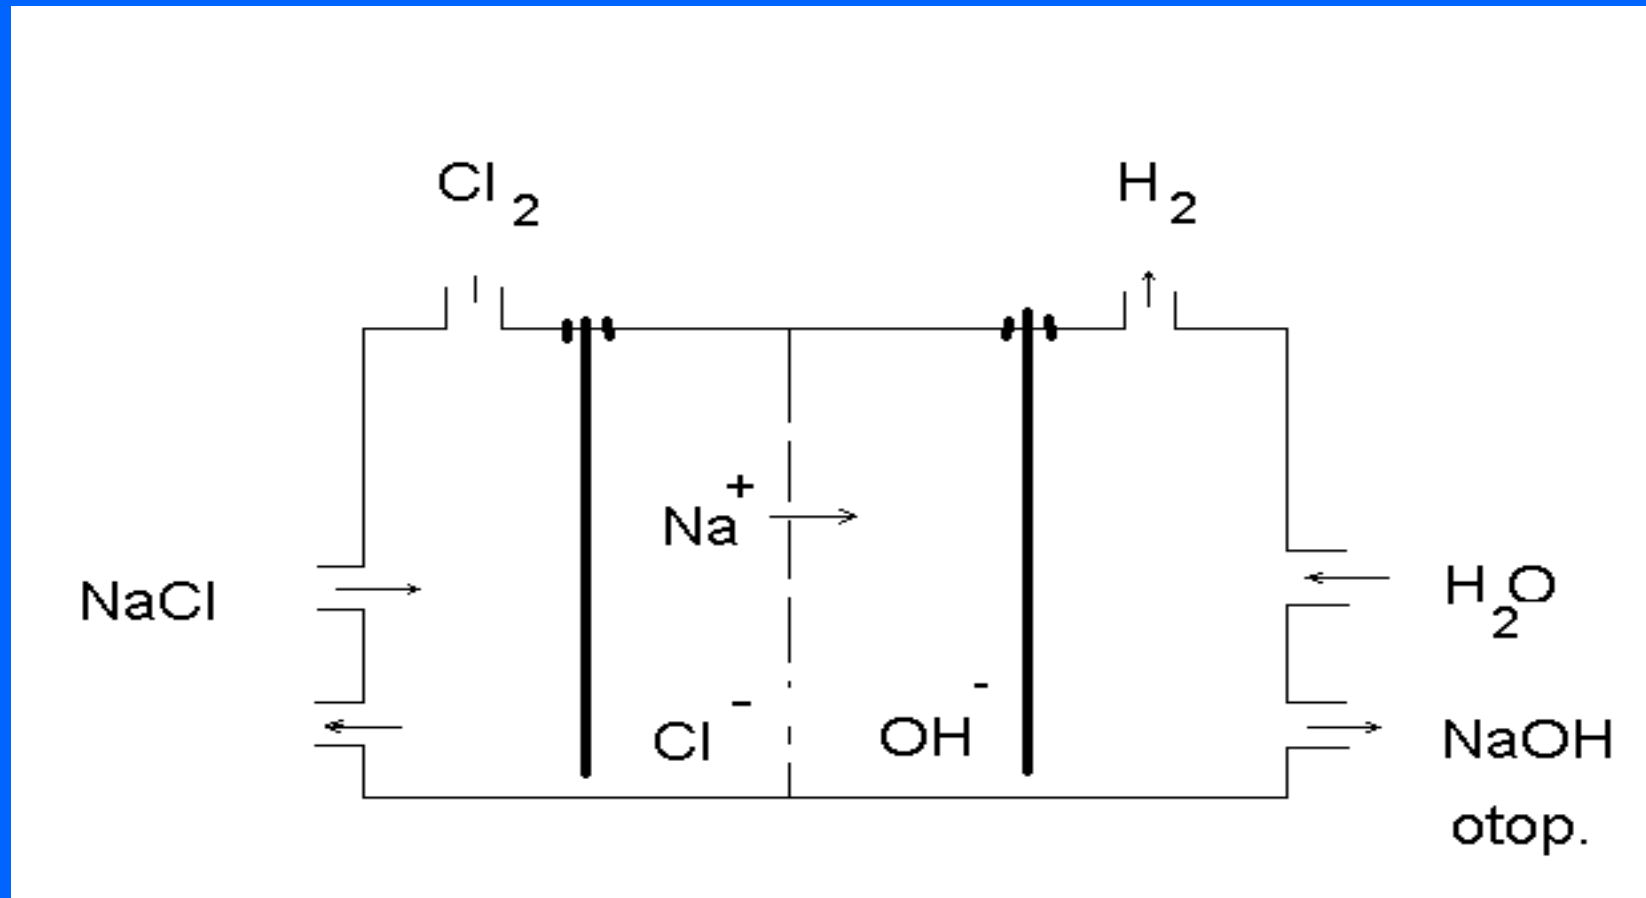 Cl2
H2
Na+
NaCl
H2O
Cl-
OH-
NaOH
otop.